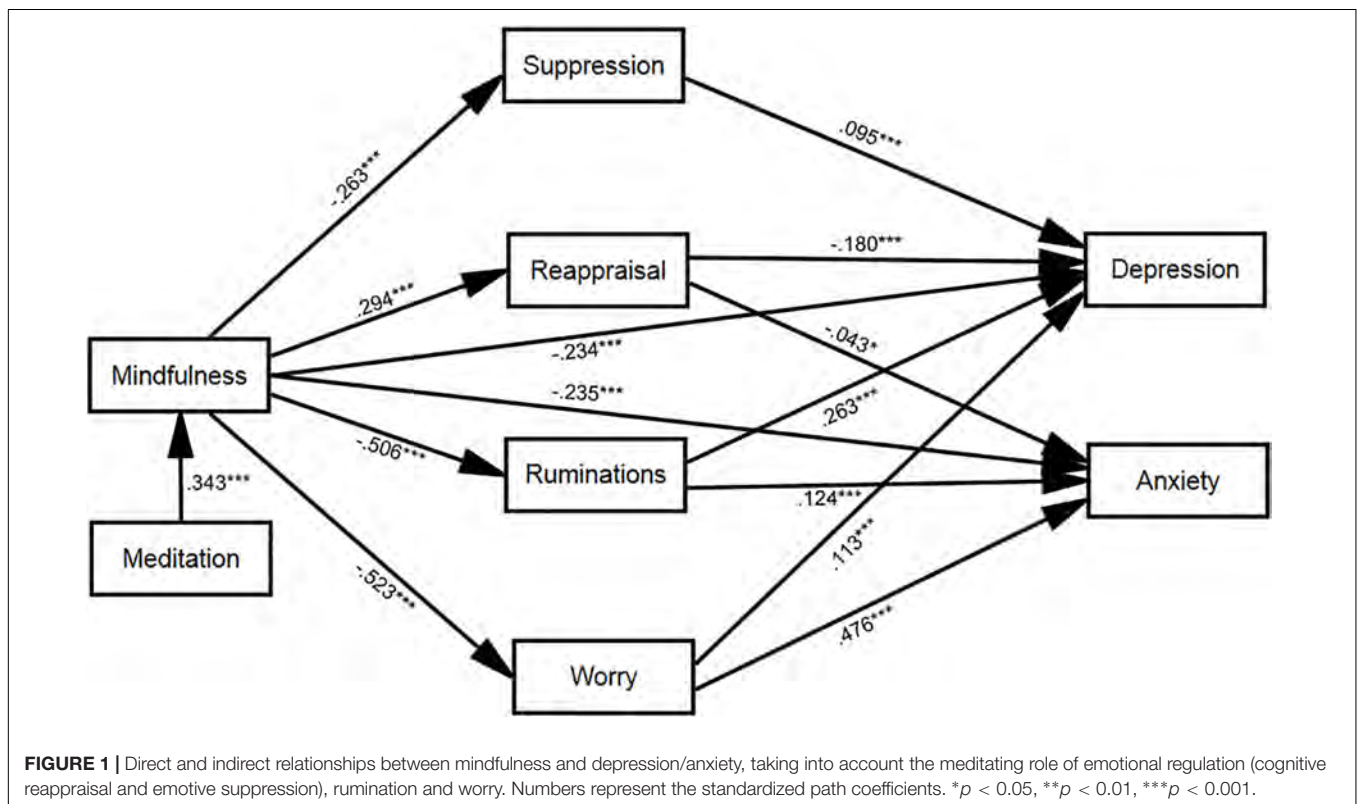 Suppression
.095***
-.263***
Reappraisal
-.180***
Depression
.294***
-.043*
Mindfulness
-.234***
-.235***
.263***
-.506***
Ruminations
.124***
Anxiety
.343***
.113***
Meditation
-.523***
.476***
Worry
FIGURE 1 | Direct and indirect relationships between mindfulness and depression/anxiety, taking into account the meditating role of emotional regulation (cognitive
reappraisal and emotive suppression), rumination and worry. Numbers represent the standardized path coefficients. *p < 0.05, **p < 0.01, ***p < 0.001.